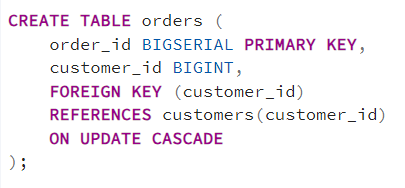 CREATE TABLE orders (
    order_id BIGSERIAL PRIMARY KEY,
    customer_id BIGINT,
    FOREIGN KEY (customer_id)
    REFERENCES customers(customer_id)
    ON UPDATE CASCADE
);